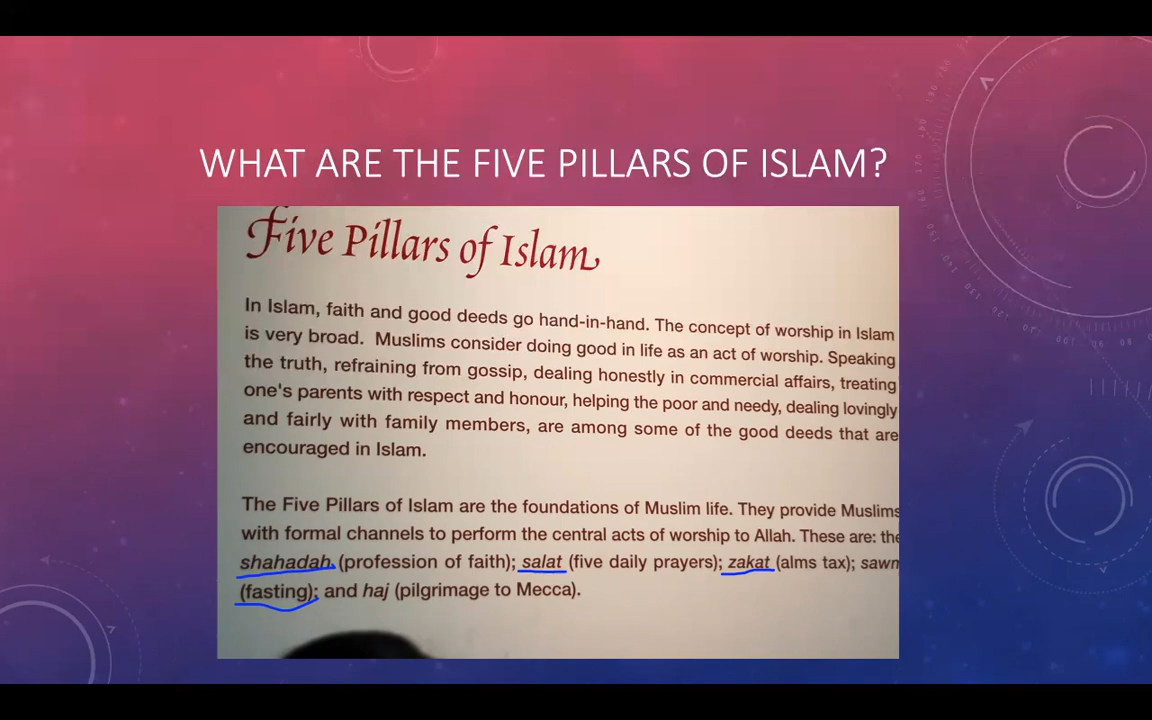 WHAT ARE THE FIVE PILLARS OF ISLAM?
Five Pillars of Islam
In Islam, faith and good deeds go hand-in-hand. The concept of worship in Islam
is very broad. Muslims consider doing good in life as an act of worship. Speaking
the truth, refraining from gossip, dealing honestly in commercial affairs, treating
one's parents with respect and honour, helping the poor and needy, dealing lovingly
and fairly with family members, are among some of the good deeds that are
encouraged in Islam.
The Five Pillars of Islam are the foundations of Muslim life. They provide Muslims
with formal channels to perform the central acts of worship to Allah. These are: the
shahadah (profession of faith); salat (five daily prayers); zakat (alms tax); sawm
(fasting); and haj (pilgrimage to Mecca).